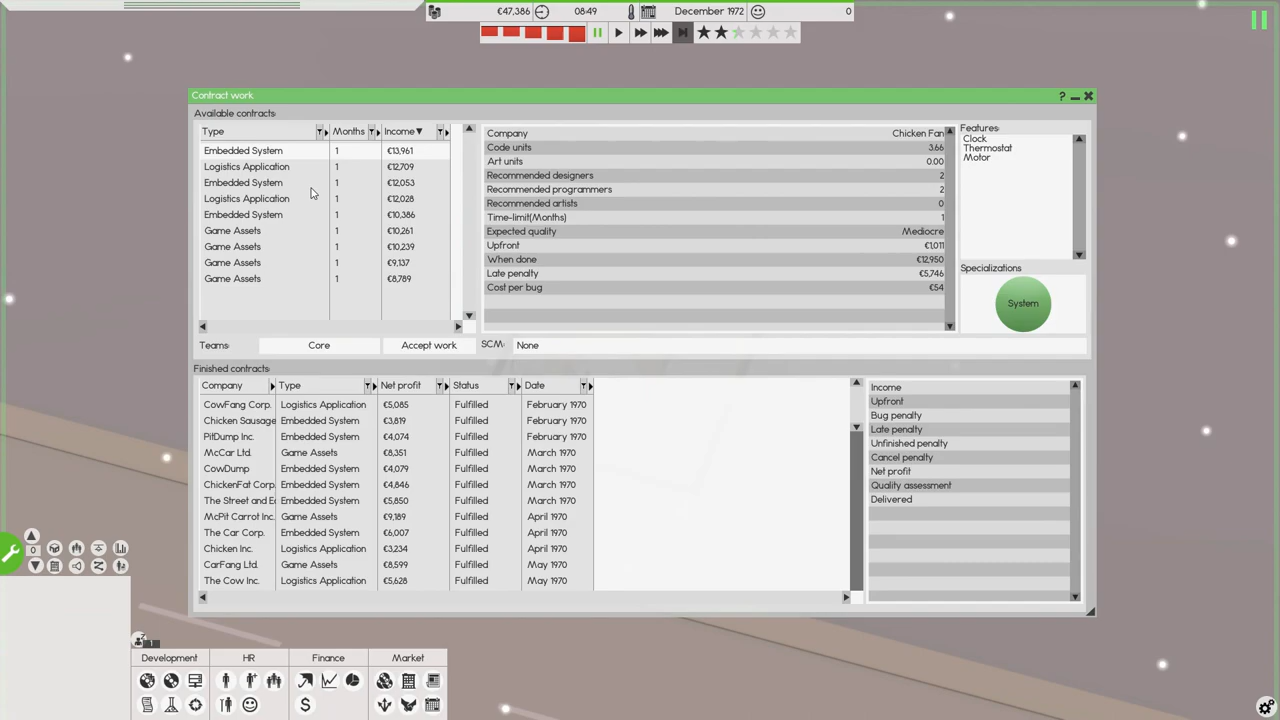 €47,386 08:49 December 1972 0
Contract work ?
Available contracts:
Type Months Income▼
Embedded System 1 €13,961
Logistics Application 1 €12,709
Embedded System 1 €12,053
Logistics Application 1 €12,028
Embedded System 1 €10,386
Game Assets 1 €10,261
Game Assets 1 €10,239
Game Assets 1 €9,137
Game Assets 1 €8,789
Company Chicken Fan
Code units 3.66
Art units 0.00
Recommended designers 2
Recommended programmers 2
Recommended artists 0
Time-limit(Months) 1
Expected quality Mediocre
Upfront €1,011
When done €12,950
Late penalty €5,746
Cost per bug €54
Features:
Clock
Thermostat
Motor
Specializations
System
Teams: Core Accept work SCM: None
Finished contracts:
Company Type Net profit Status Date
CowFang Corp. Logistics Application €5,085 Fulfilled February 1970
Chicken Sausage Embedded System €3,819 Fulfilled February 1970
PitDump Inc. Embedded System €4,074 Fulfilled February 1970
McCar Ltd. Game Assets €8,351 Fulfilled March 1970
CowDump Embedded System €4,079 Fulfilled March 1970
ChickenFat Corp. Embedded System €4,846 Fulfilled March 1970
The Street and E Embedded System €5,850 Fulfilled March 1970
McPit Carrot Inc. Game Assets €9,189 Fulfilled April 1970
The Car Corp. Embedded System €6,007 Fulfilled April 1970
Chicken Inc. Logistics Application €3,234 Fulfilled April 1970
CarFang Ltd. Game Assets €8,599 Fulfilled May 1970
The Cow Inc. Logistics Application €5,628 Fulfilled May 1970
Income
Upfront
Bug penalty
Late penalty
Unfinished penalty
Cancel penalty
Net profit
Quality assessment
Delivered
0
1
Development HR Finance Market
$